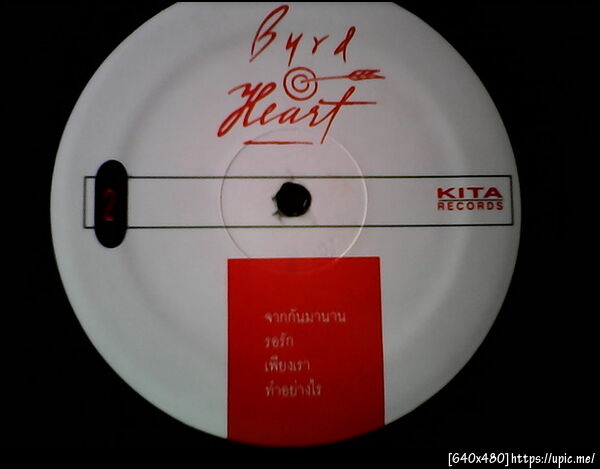 Byrd
Heart
2
KITA
RECORDS
จากกันมานาน
รอรัก
เพียงเรา
ทำอย่างไร
[640x480]https://upic.me/